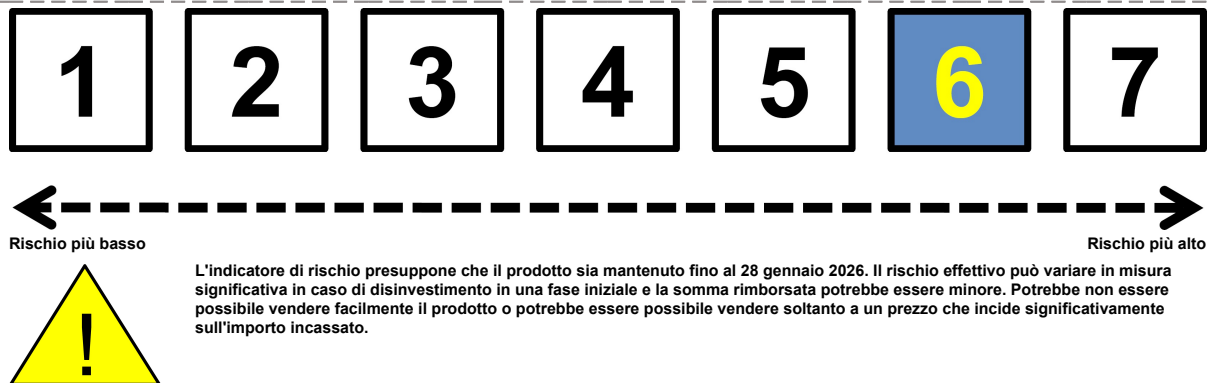 1 2 3 4 5 6 7
Rischio più basso Rischio più alto
L'indicatore di rischio presuppone che il prodotto sia mantenuto fino al 28 gennaio 2026. Il rischio effettivo può variare in misura
significativa in caso di disinvestimento in una fase iniziale e la somma rimborsata potrebbe essere minore. Potrebbe non essere
possibile vendere facilmente il prodotto o potrebbe essere possibile vendere soltanto a un prezzo che incide significativamente
sull'importo incassato.
!